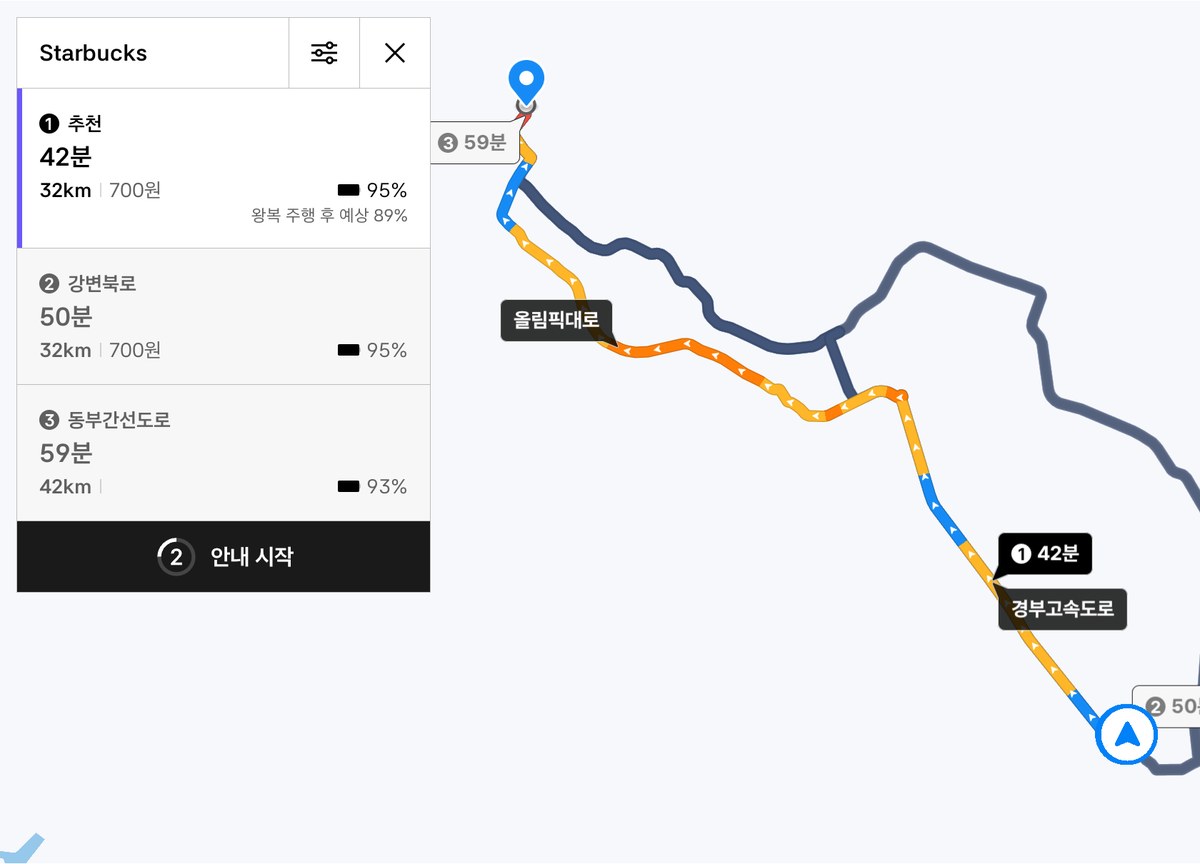 Starbucks
1 추천
42분
32km 700원
95%
왕복 주행 후 예상 89%
2 강변북로
50분
32km 700원
95%
3 동부간선도로
59분
42km
93%
2 안내 시작
3 59분
올림픽대로
1 42분
경부고속도로
2 50